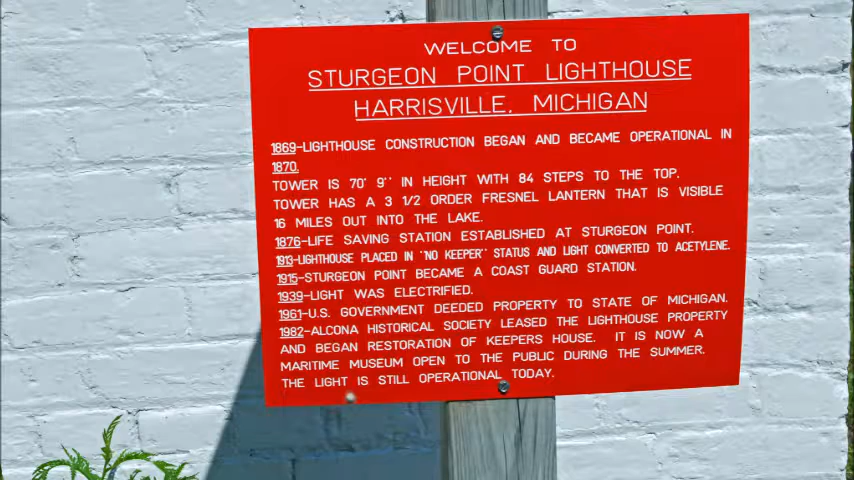 WELCOME TO
STURGEON POINT LIGHTHOUSE
HARRISVILLE, MICHIGAN
1869-LIGHTHOUSE CONSTRUCTION BEGAN AND BECAME OPERATIONAL IN
1870.
TOWER IS 70' 9'' IN HEIGHT WITH 84 STEPS TO THE TOP.
TOWER HAS A 3 1/2 ORDER FRESNEL LANTERN THAT IS VISIBLE
16 MILES OUT INTO THE LAKE.
1876-LIFE SAVING STATION ESTABLISHED AT STURGEON POINT.
1913-LIGHTHOUSE PLACED IN "NO KEEPER" STATUS AND LIGHT CONVERTED TO ACETYLENE.
1915-STURGEON POINT BECAME A COAST GUARD STATION.
1939-LIGHT WAS ELECTRIFIED.
1961-U.S. GOVERNMENT DEEDED PROPERTY TO STATE OF MICHIGAN.
1982-ALCONA HISTORICAL SOCIETY LEASED THE LIGHTHOUSE PROPERTY
AND BEGAN RESTORATION OF KEEPERS HOUSE. IT IS NOW A
MARITIME MUSEUM OPEN TO THE PUBLIC DURING THE SUMMER.
THE LIGHT IS STILL OPERATIONAL TODAY.